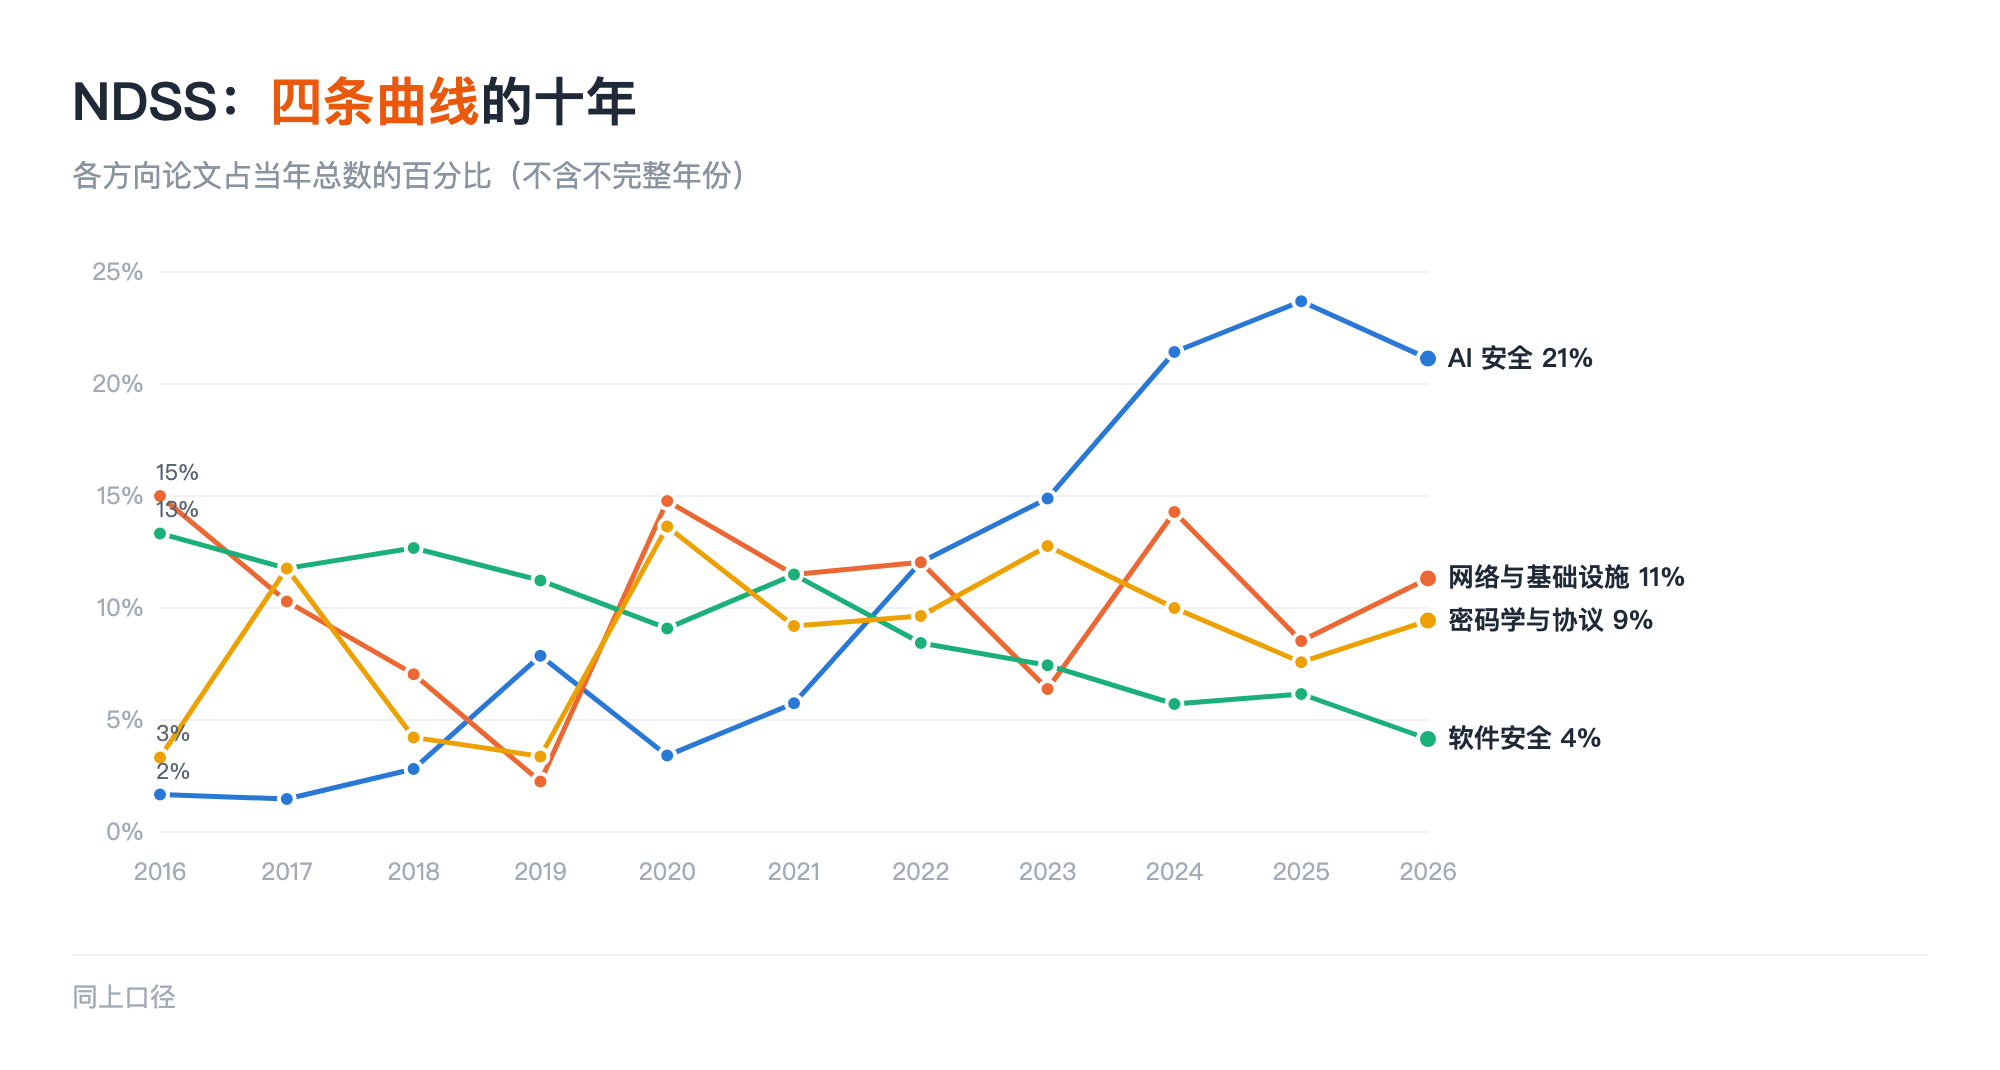 NDSS：四条曲线的十年
各方向论文占当年总数的百分比（不含不完整年份）
25%
20%
15%
10%
5%
0%
15%
13%
3%
2%
AI 安全 21%
网络与基础设施 11%
密码学与协议 9%
软件安全 4%
2016 2017 2018 2019 2020 2021 2022 2023 2024 2025 2026
同上口径